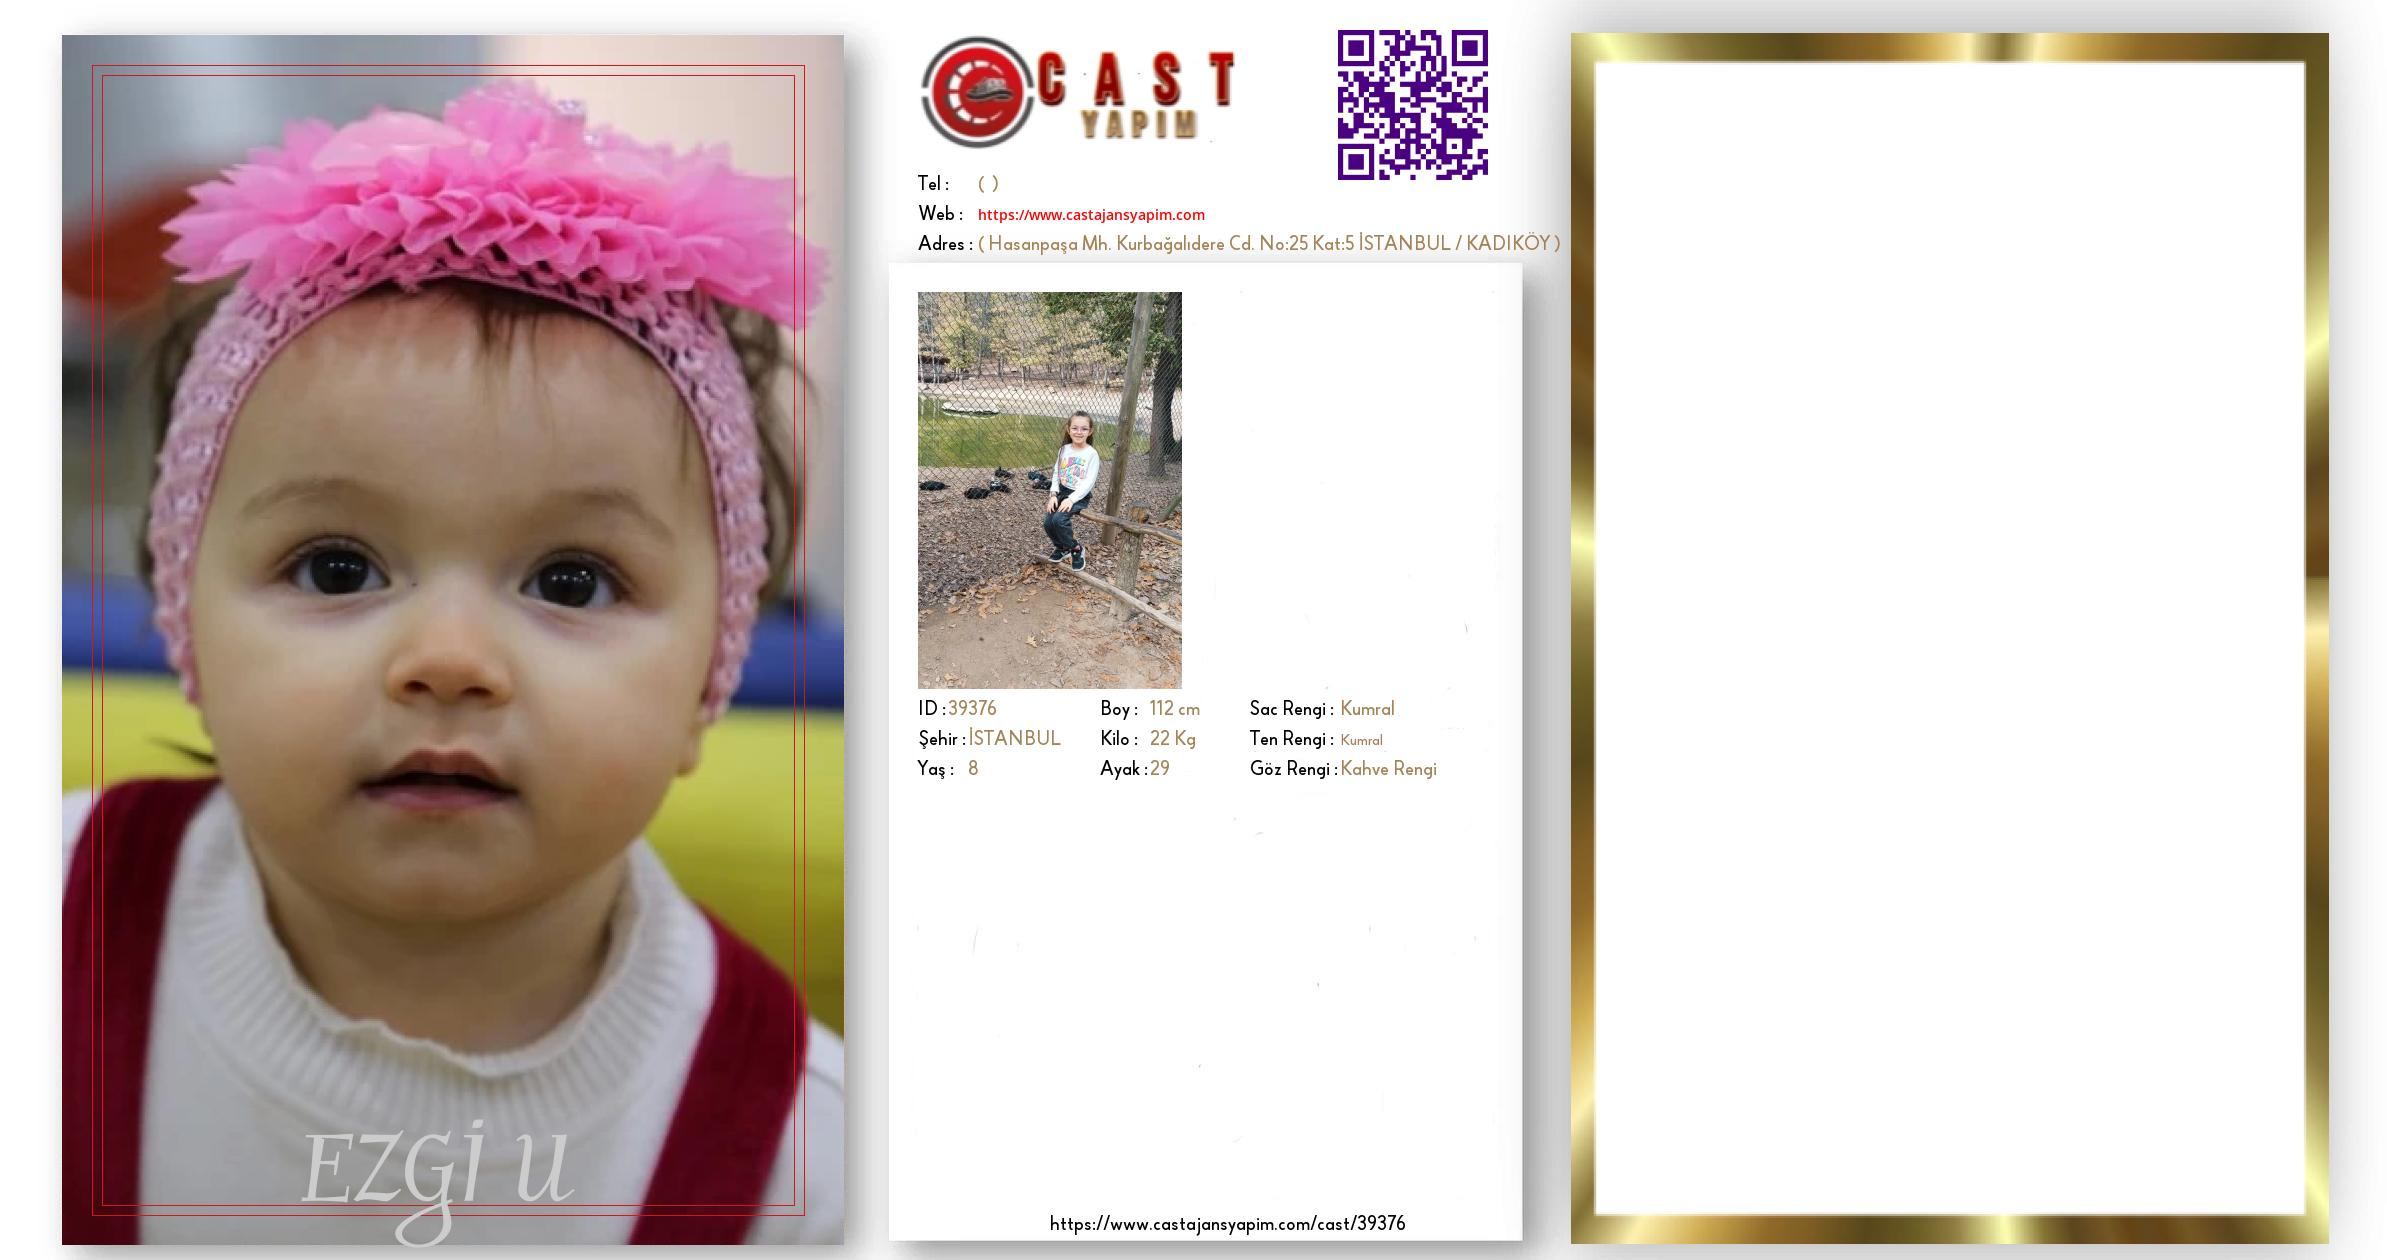 EZGİ U
CAST
YAPIM
Tel : ( )
Web : https://www.castajansyapim.com
Adres : ( Hasanpaşa Mh. Kurbağalıdere Cd. No:25 Kat:5 İSTANBUL / KADIKÖY )
ID : 39376 Boy : 112 cm Sac Rengi : Kumral
Şehir : İSTANBUL Kilo : 22 Kg Ten Rengi : Kumral
Yaş : 8 Ayak : 29 Göz Rengi : Kahve Rengi
https://www.castajansyapim.com/cast/39376